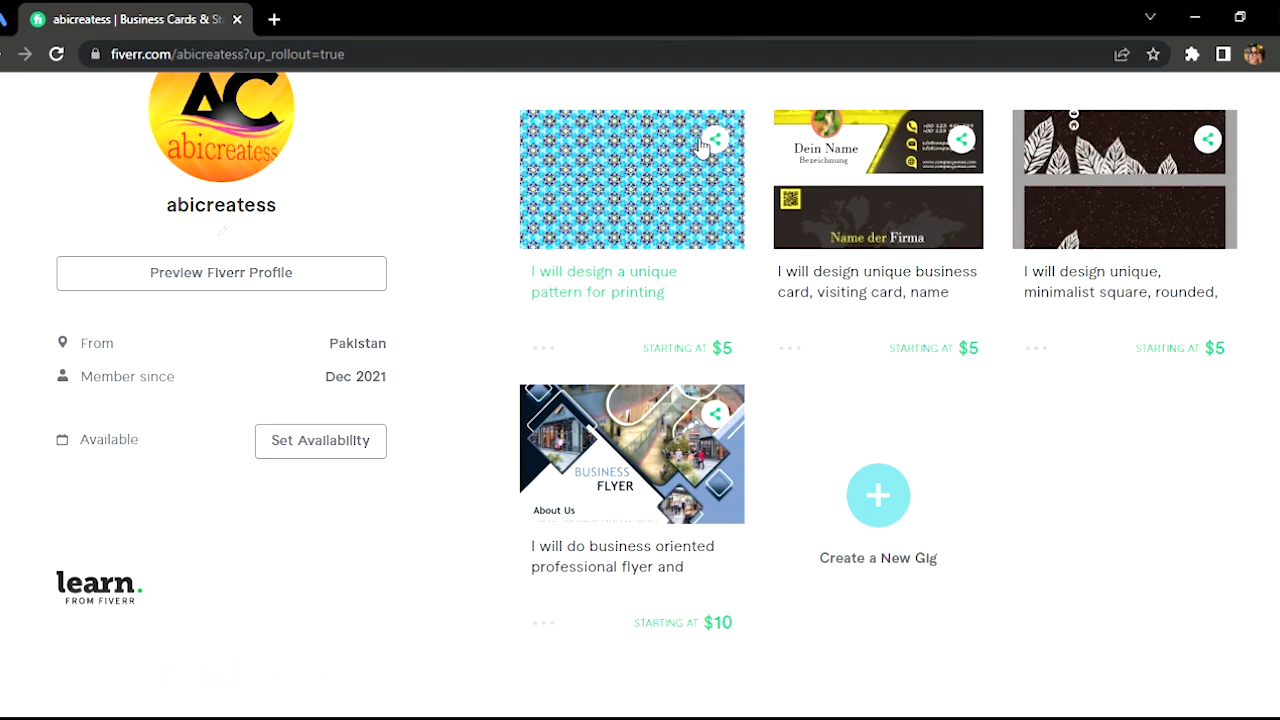 abicreatess | Business Cards & St
fiverr.com/abicreatess?up_rollout=true
AC
abicreatess
abicreatess
Preview Fiverr Profile
From
Pakistan
Member since
Dec 2021
Available
Set Availability
learn.
FROM FIVERR
I will design a unique
pattern for printing
STARTING AT $5
Dein Name
Bezeichnung
Name der Firma
I will design unique business
card, visiting card, name
STARTING AT $5
I will design unique,
minimalist square, rounded,
STARTING AT $5
BUSINESS
FLYER
About Us
I will do business oriented
professional flyer and
STARTING AT $10
Create a New Gig